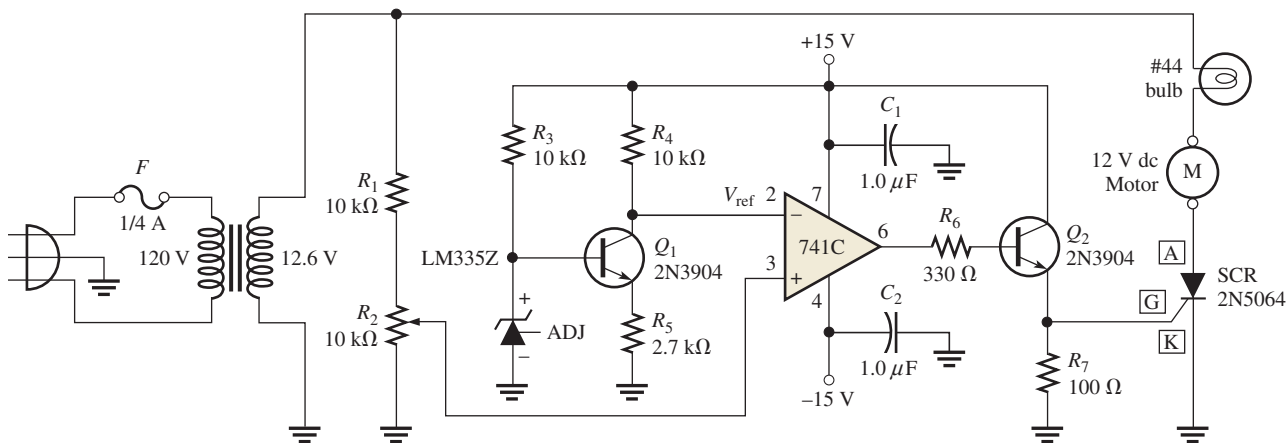 F
1/4 A
120 V
12.6 V
R1
10 kΩ
R2
10 kΩ
LM335Z
+
ADJ
–
R3
10 kΩ
R4
10 kΩ
Vref
Q1
2N3904
R5
2.7 kΩ
+15 V
C1
1.0 μF
2
7
–
741C
6
3
+
4
C2
1.0 μF
–15 V
R6
330 Ω
Q2
2N3904
R7
100 Ω
#44
bulb
12 V dc
Motor
M
A
G
K
SCR
2N5064